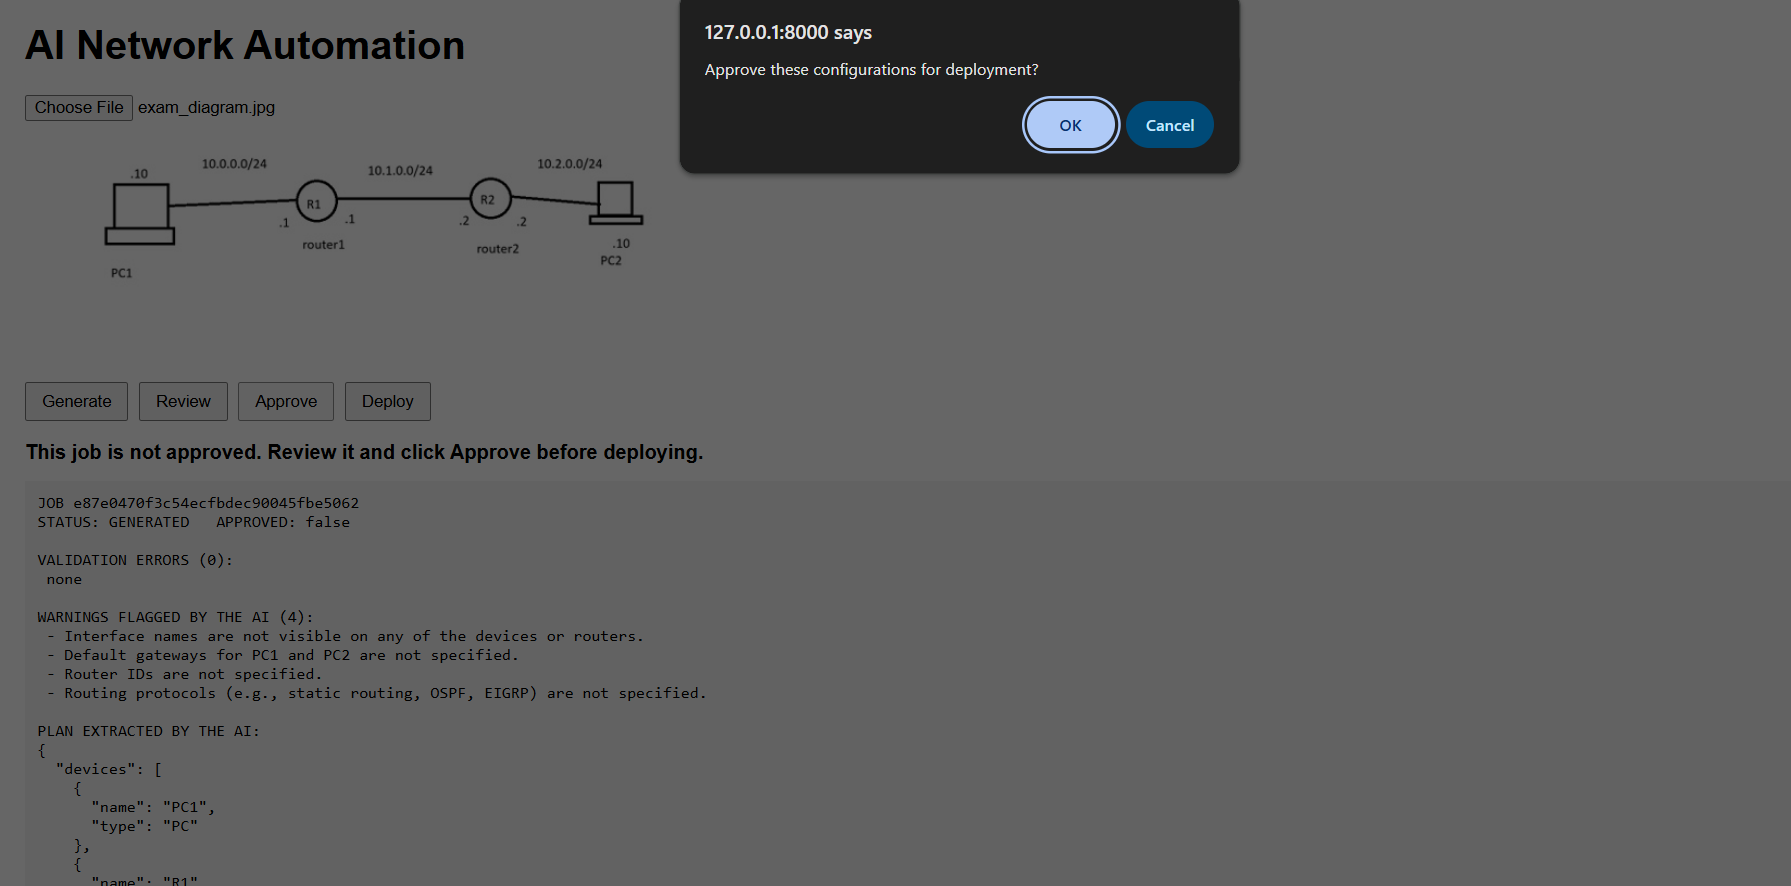 AI Network Automation
127.0.0.1:8000 says
Approve these configurations for deployment?
OK Cancel
Choose File exam_diagram.jpg
10.0.0.0/24 10.1.0.0/24 10.2.0.0/24
.10
R1 R2
.1 .1 .2 .2
router1 router2 .10
PC1 PC2
Generate Review Approve Deploy
This job is not approved. Review it and click Approve before deploying.
JOB e87e0470f3c54ecfbdec90045fbe5062
STATUS: GENERATED APPROVED: false
VALIDATION ERRORS (0):
none
WARNINGS FLAGGED BY THE AI (4):
- Interface names are not visible on any of the devices or routers.
- Default gateways for PC1 and PC2 are not specified.
- Router IDs are not specified.
- Routing protocols (e.g., static routing, OSPF, EIGRP) are not specified.
PLAN EXTRACTED BY THE AI:
{
"devices": [
{
"name": "PC1",
"type": "PC"
},
{
"name": "R1"